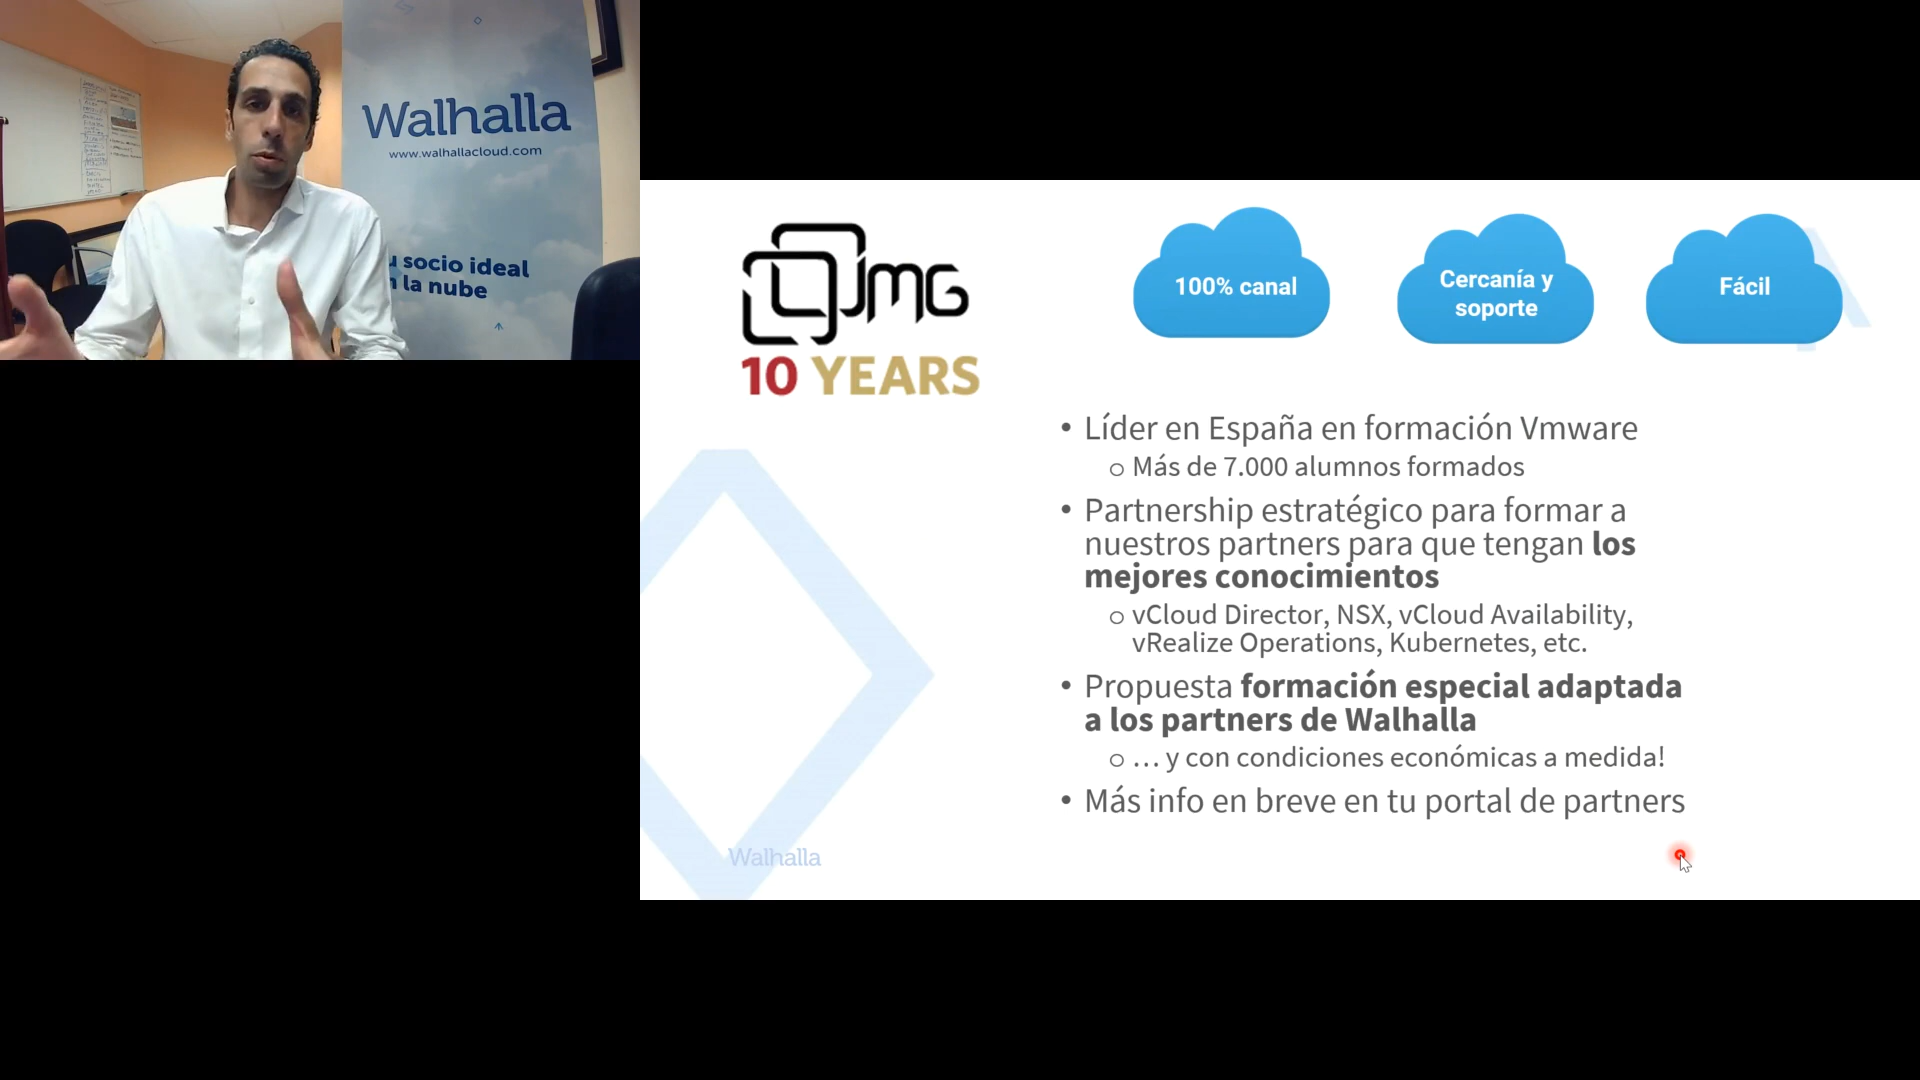 Walhalla
www.walhallacloud.com
socio ideal
la nube
JMG
10 YEARS
100% canal
Cercanía y
soporte
Fácil
• Líder en España en formación Vmware
o Más de 7.000 alumnos formados
• Partnership estratégico para formar a
nuestros partners para que tengan los
mejores conocimientos
o vCloud Director, NSX, vCloud Availability,
vRealize Operations, Kubernetes, etc.
• Propuesta formación especial adaptada
a los partners de Walhalla
o … y con condiciones económicas a medida!
• Más info en breve en tu portal de partners
Walhalla